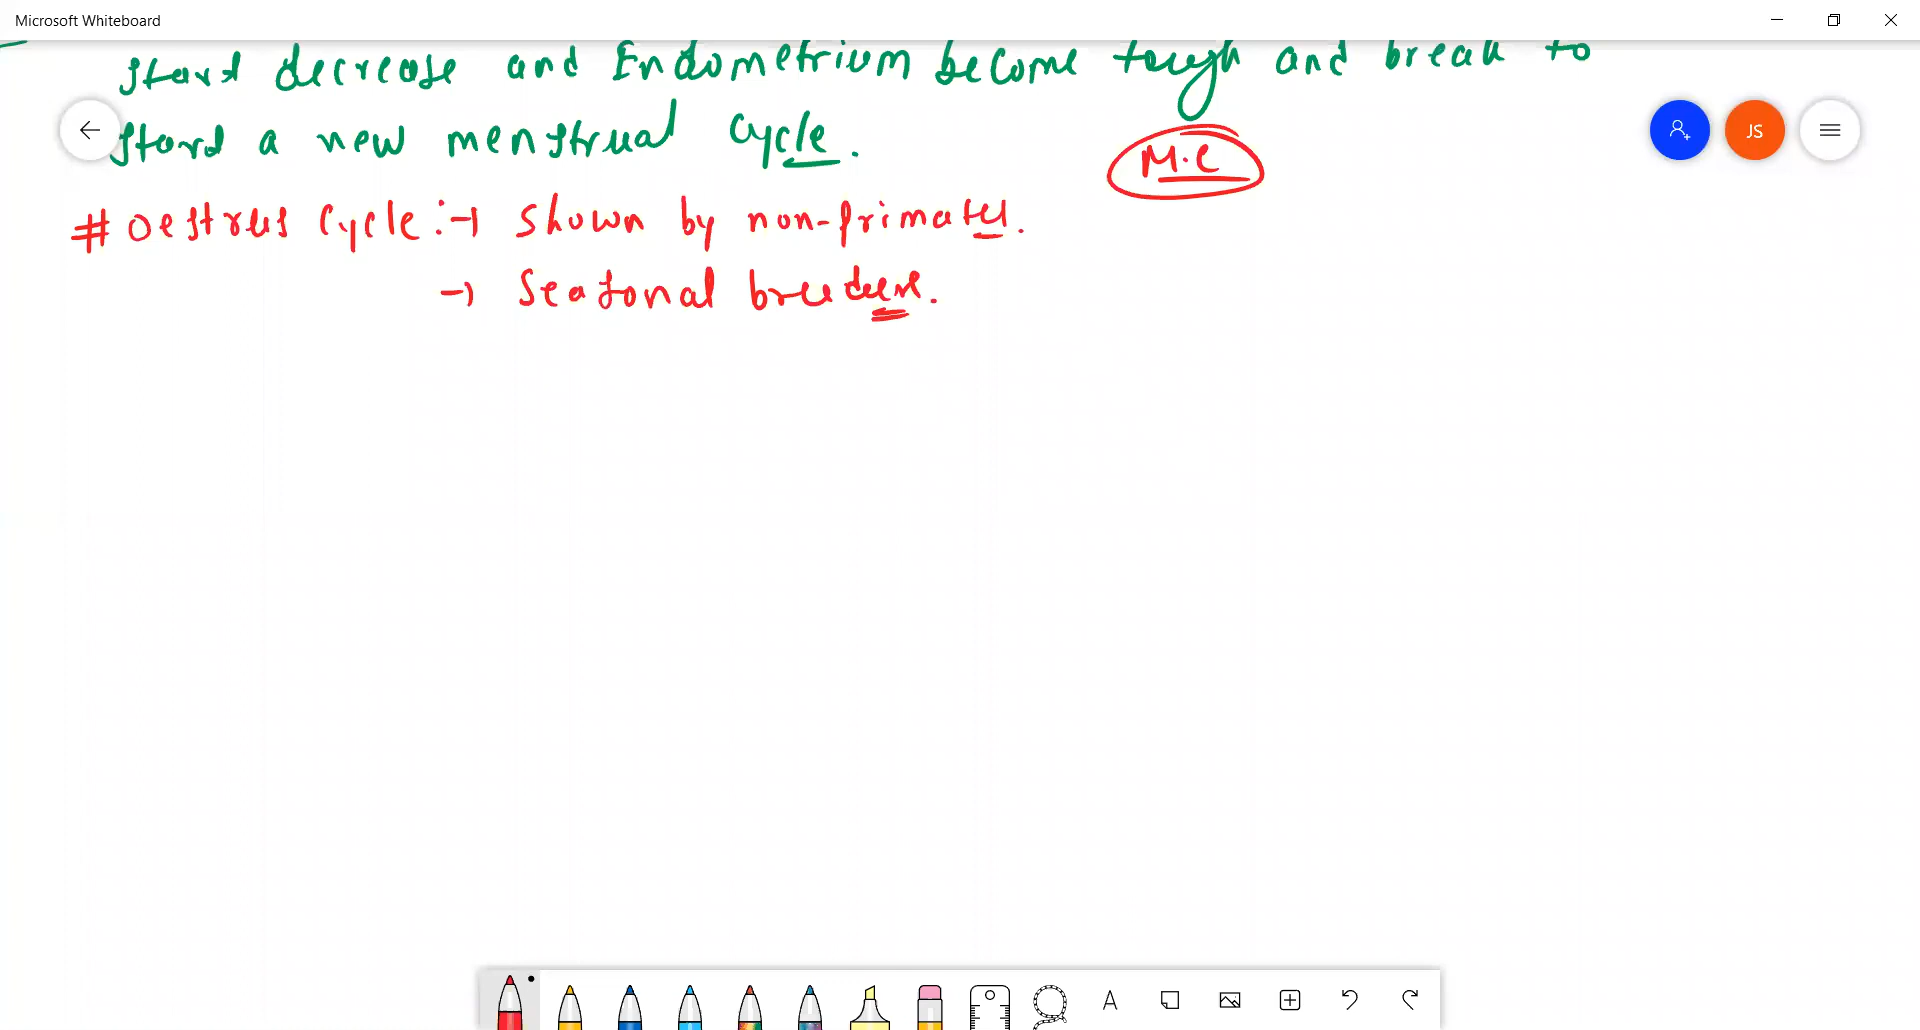 Microsoft Whiteboard
start decrease and Endometrium become tough and break to
start a new menstrual cycle.
M.C
JS
# Oestrus cycle :→ shown by non-primates.
→ Seasonal breeders.
A